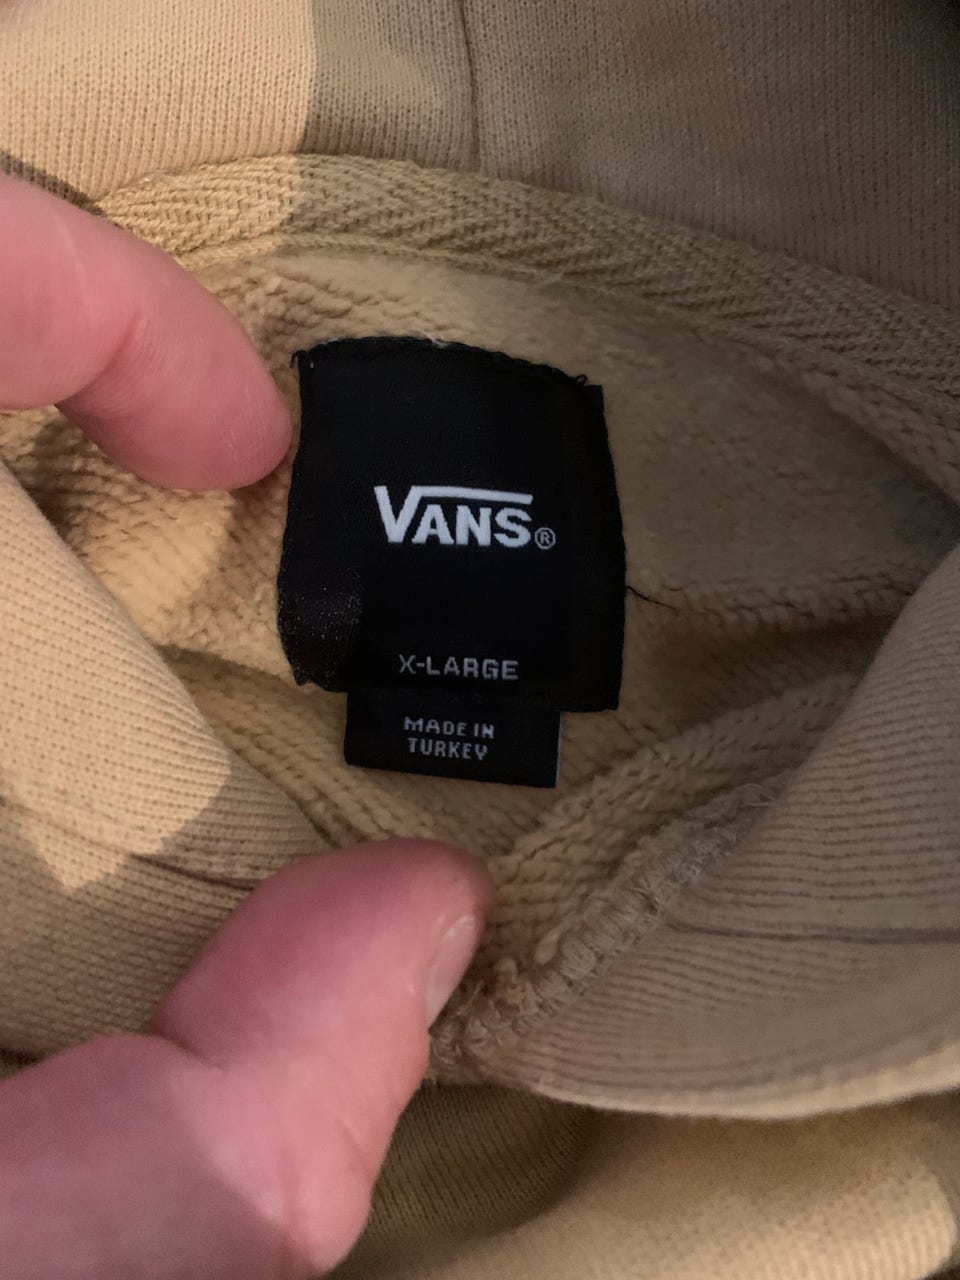 VANS®
X-LARGE
MADE IN
TURKEY